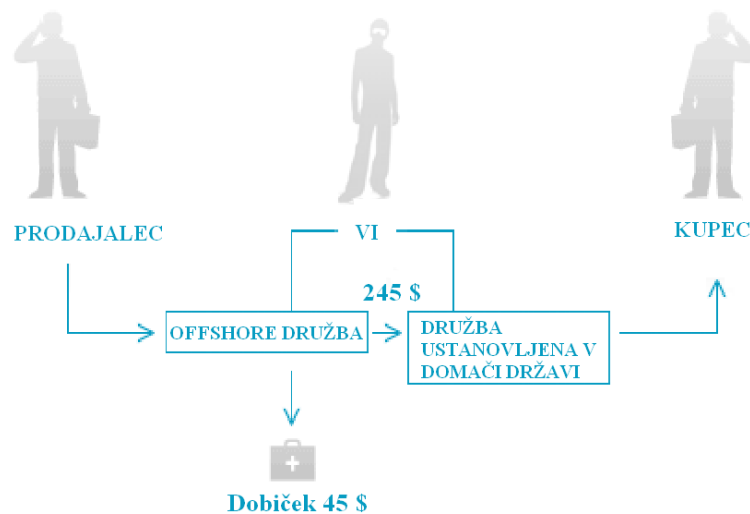 PRODAJALEC
VI
KUPEC
245 $
OFFSHORE DRUŽBA
DRUŽBA
USTANOVLJENA V
DOMAČI DRŽAVI
Dobiček 45 $